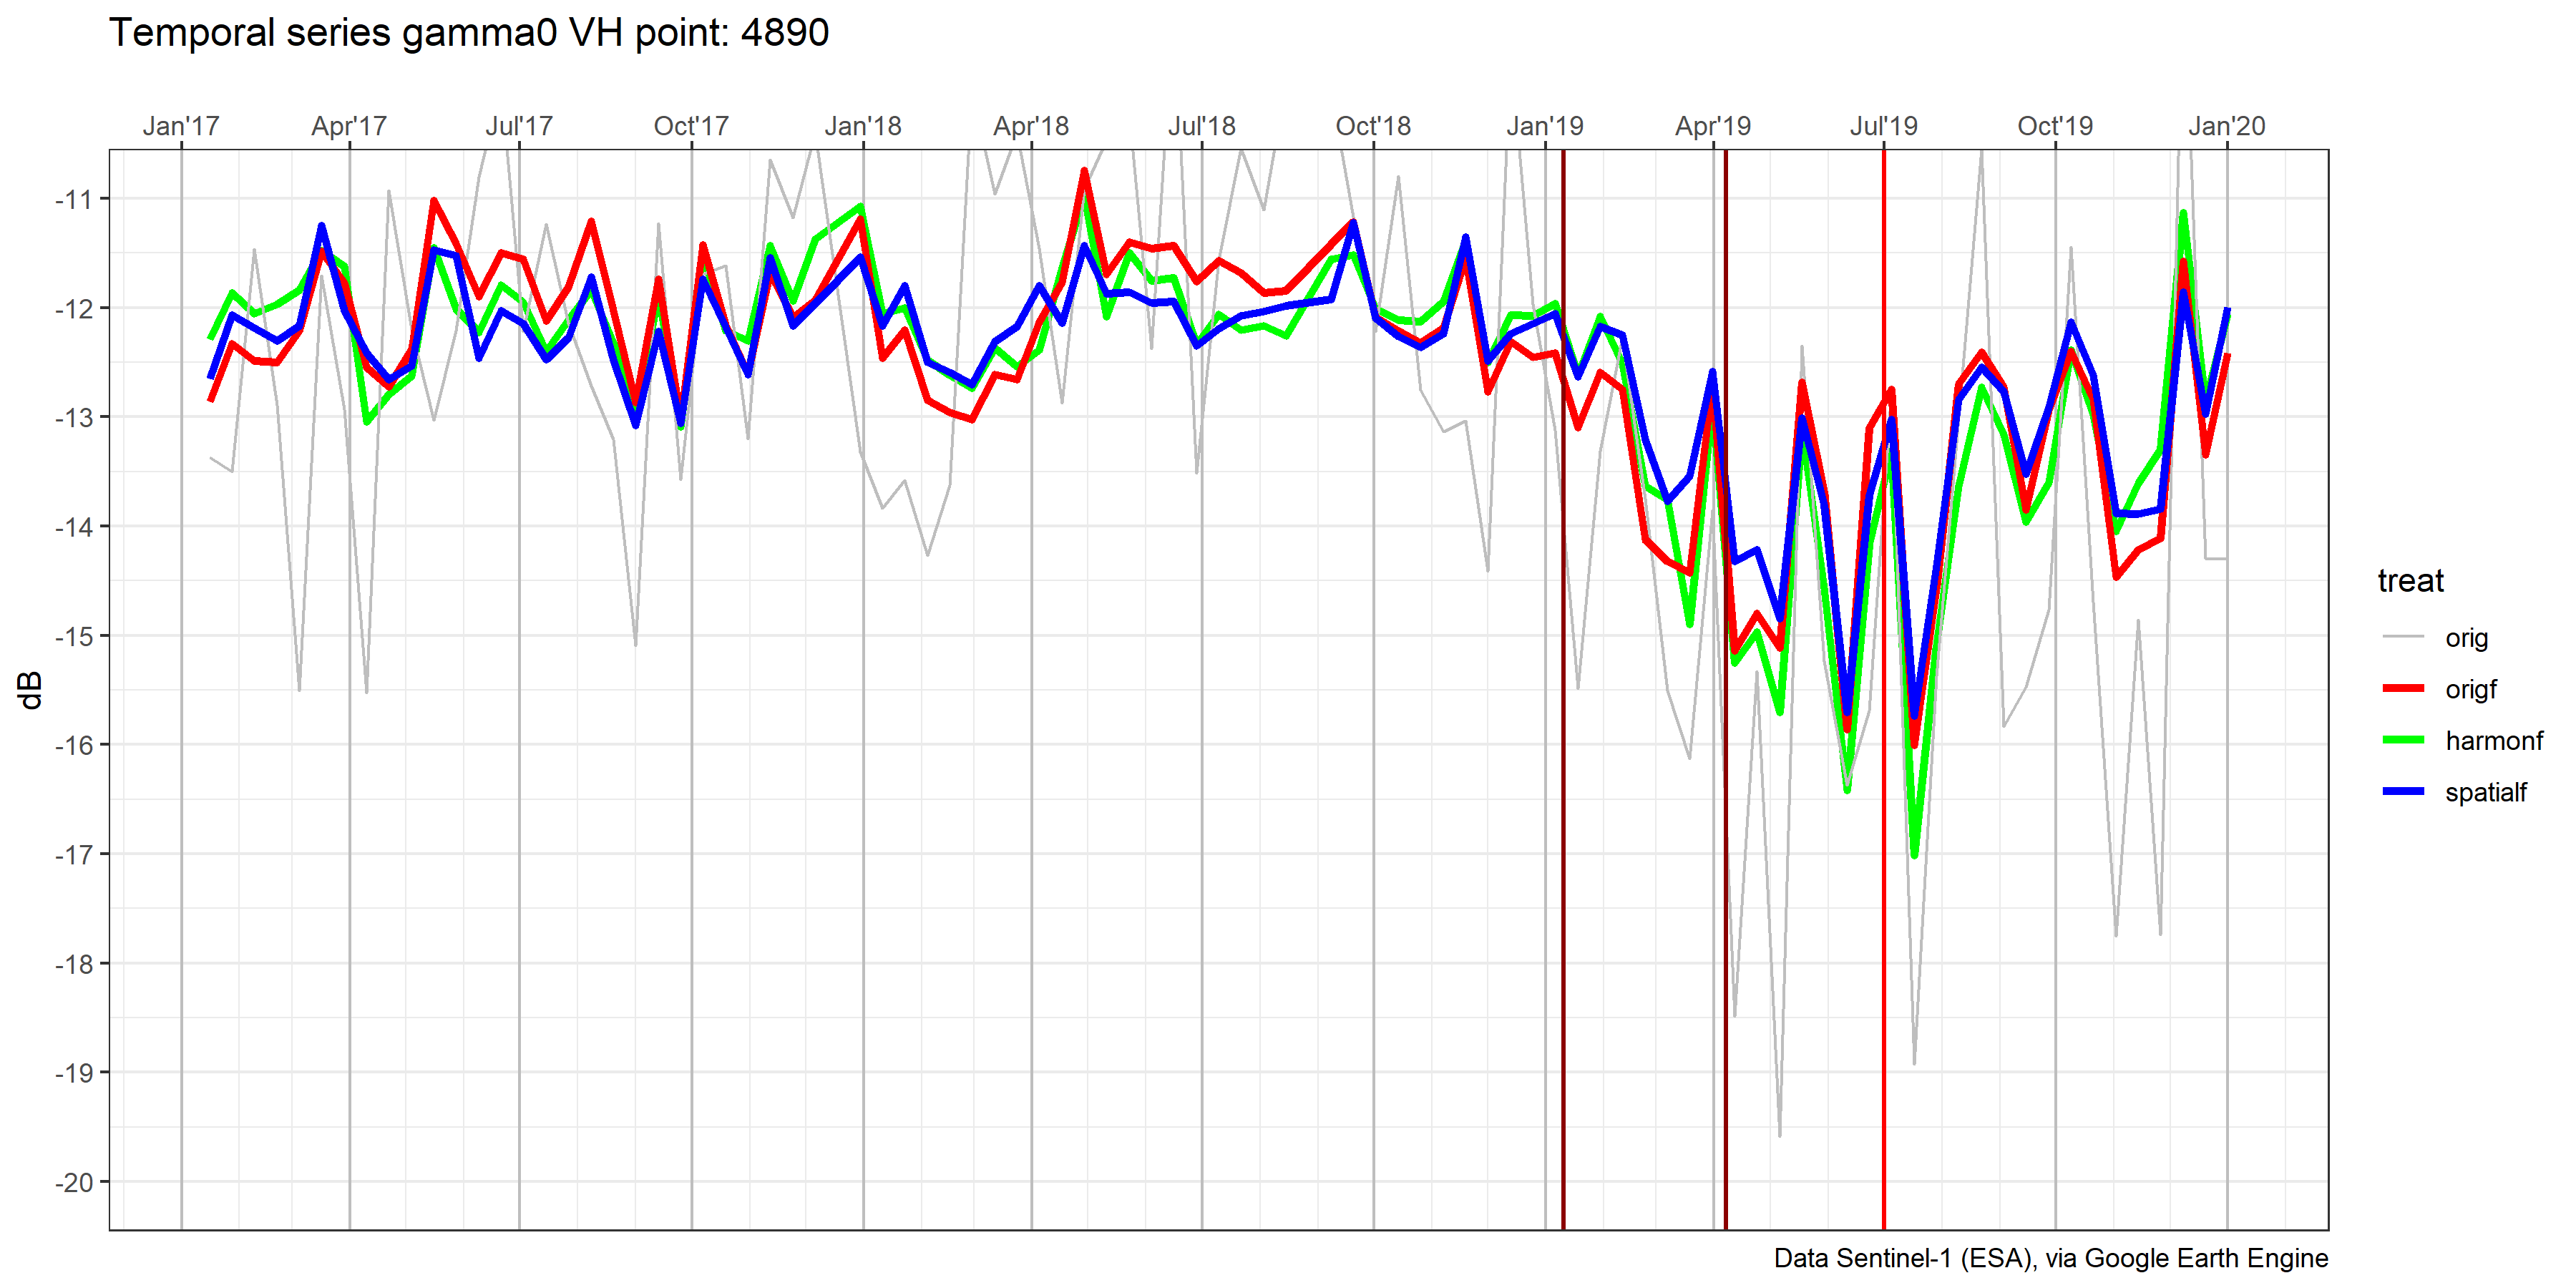 Temporal series gamma0 VH point: 4890
Jan'17 Apr'17 Jul'17 Oct'17 Jan'18 Apr'18 Jul'18 Oct'18 Jan'19 Apr'19 Jul'19 Oct'19 Jan'20
-11
-12
-13
-14
-15
-16
-17
-18
-19
-20
dB
treat
orig
origf
harmonf
spatialf
Data Sentinel-1 (ESA), via Google Earth Engine